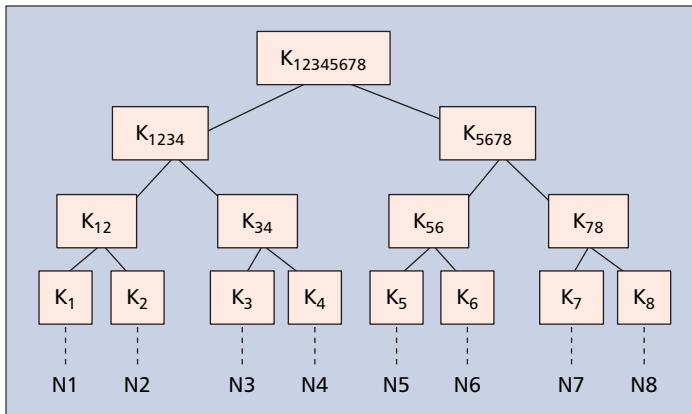 K₁₂₃₄₅₆₇₈
K₁₂₃₄ K₅₆₇₈
K₁₂ K₃₄ K₅₆ K₇₈
K₁ K₂ K₃ K₄ K₅ K₆ K₇ K₈
N1 N2 N3 N4 N5 N6 N7 N8